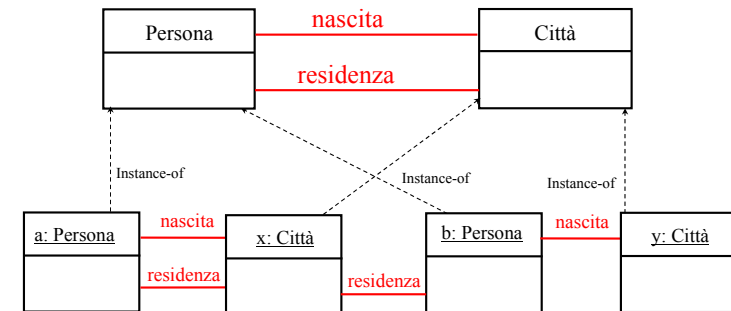 nascita
Persona
Città
residenza
Instance-of
Instance-of
Instance-of
a: Persona
nascita
x: Città
b: Persona
nascita
y: Città
residenza
residenza